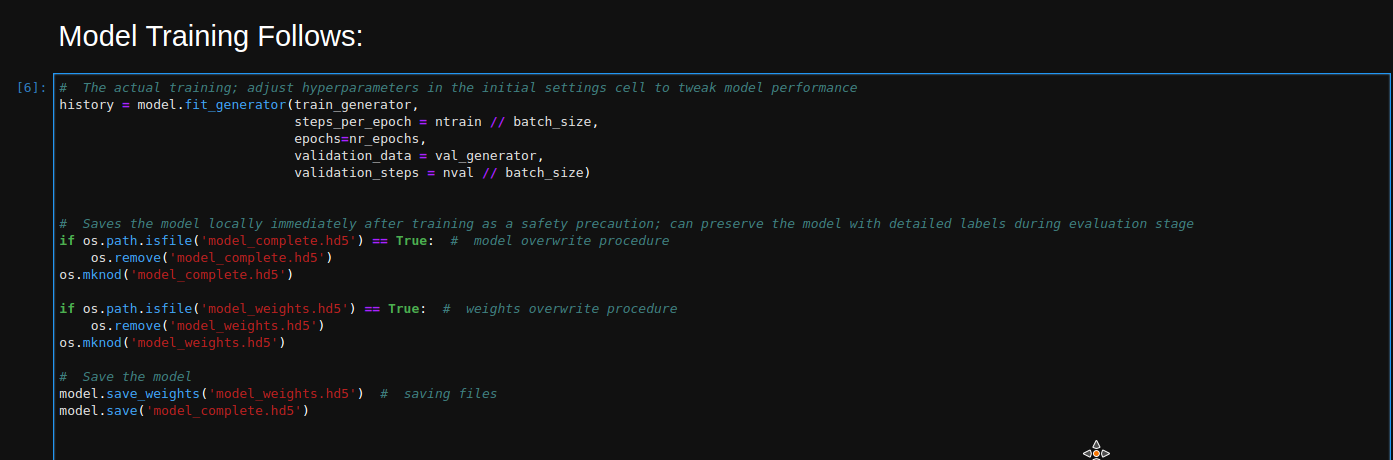 Model Training Follows:
[6]: #  The actual training; adjust hyperparameters in the initial settings cell to tweak model performance
history = model.fit_generator(train_generator,
                              steps_per_epoch = ntrain // batch_size,
                              epochs=nr_epochs,
                              validation_data = val_generator,
                              validation_steps = nval // batch_size)
#  Saves the model locally immediately after training as a safety precaution; can preserve the model with detailed labels during evaluation stage
if os.path.isfile('model_complete.hd5') == True:  #  model overwrite procedure
    os.remove('model_complete.hd5')
os.mknod('model_complete.hd5')
if os.path.isfile('model_weights.hd5') == True:  #  weights overwrite procedure
    os.remove('model_weights.hd5')
os.mknod('model_weights.hd5')
#  Save the model
model.save_weights('model_weights.hd5')  #  saving files
model.save('model_complete.hd5')